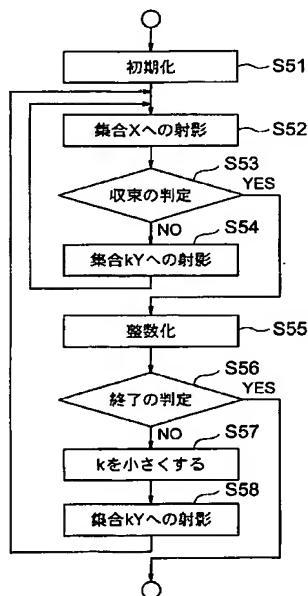 初期化
S51
集合Xへの射影
S52
S53
収束の判定
YES
NO
S54
集合kYへの射影
整数化
S55
S56
終了の判定
YES
NO
S57
kを小さくする
S58
集合kYへの射影